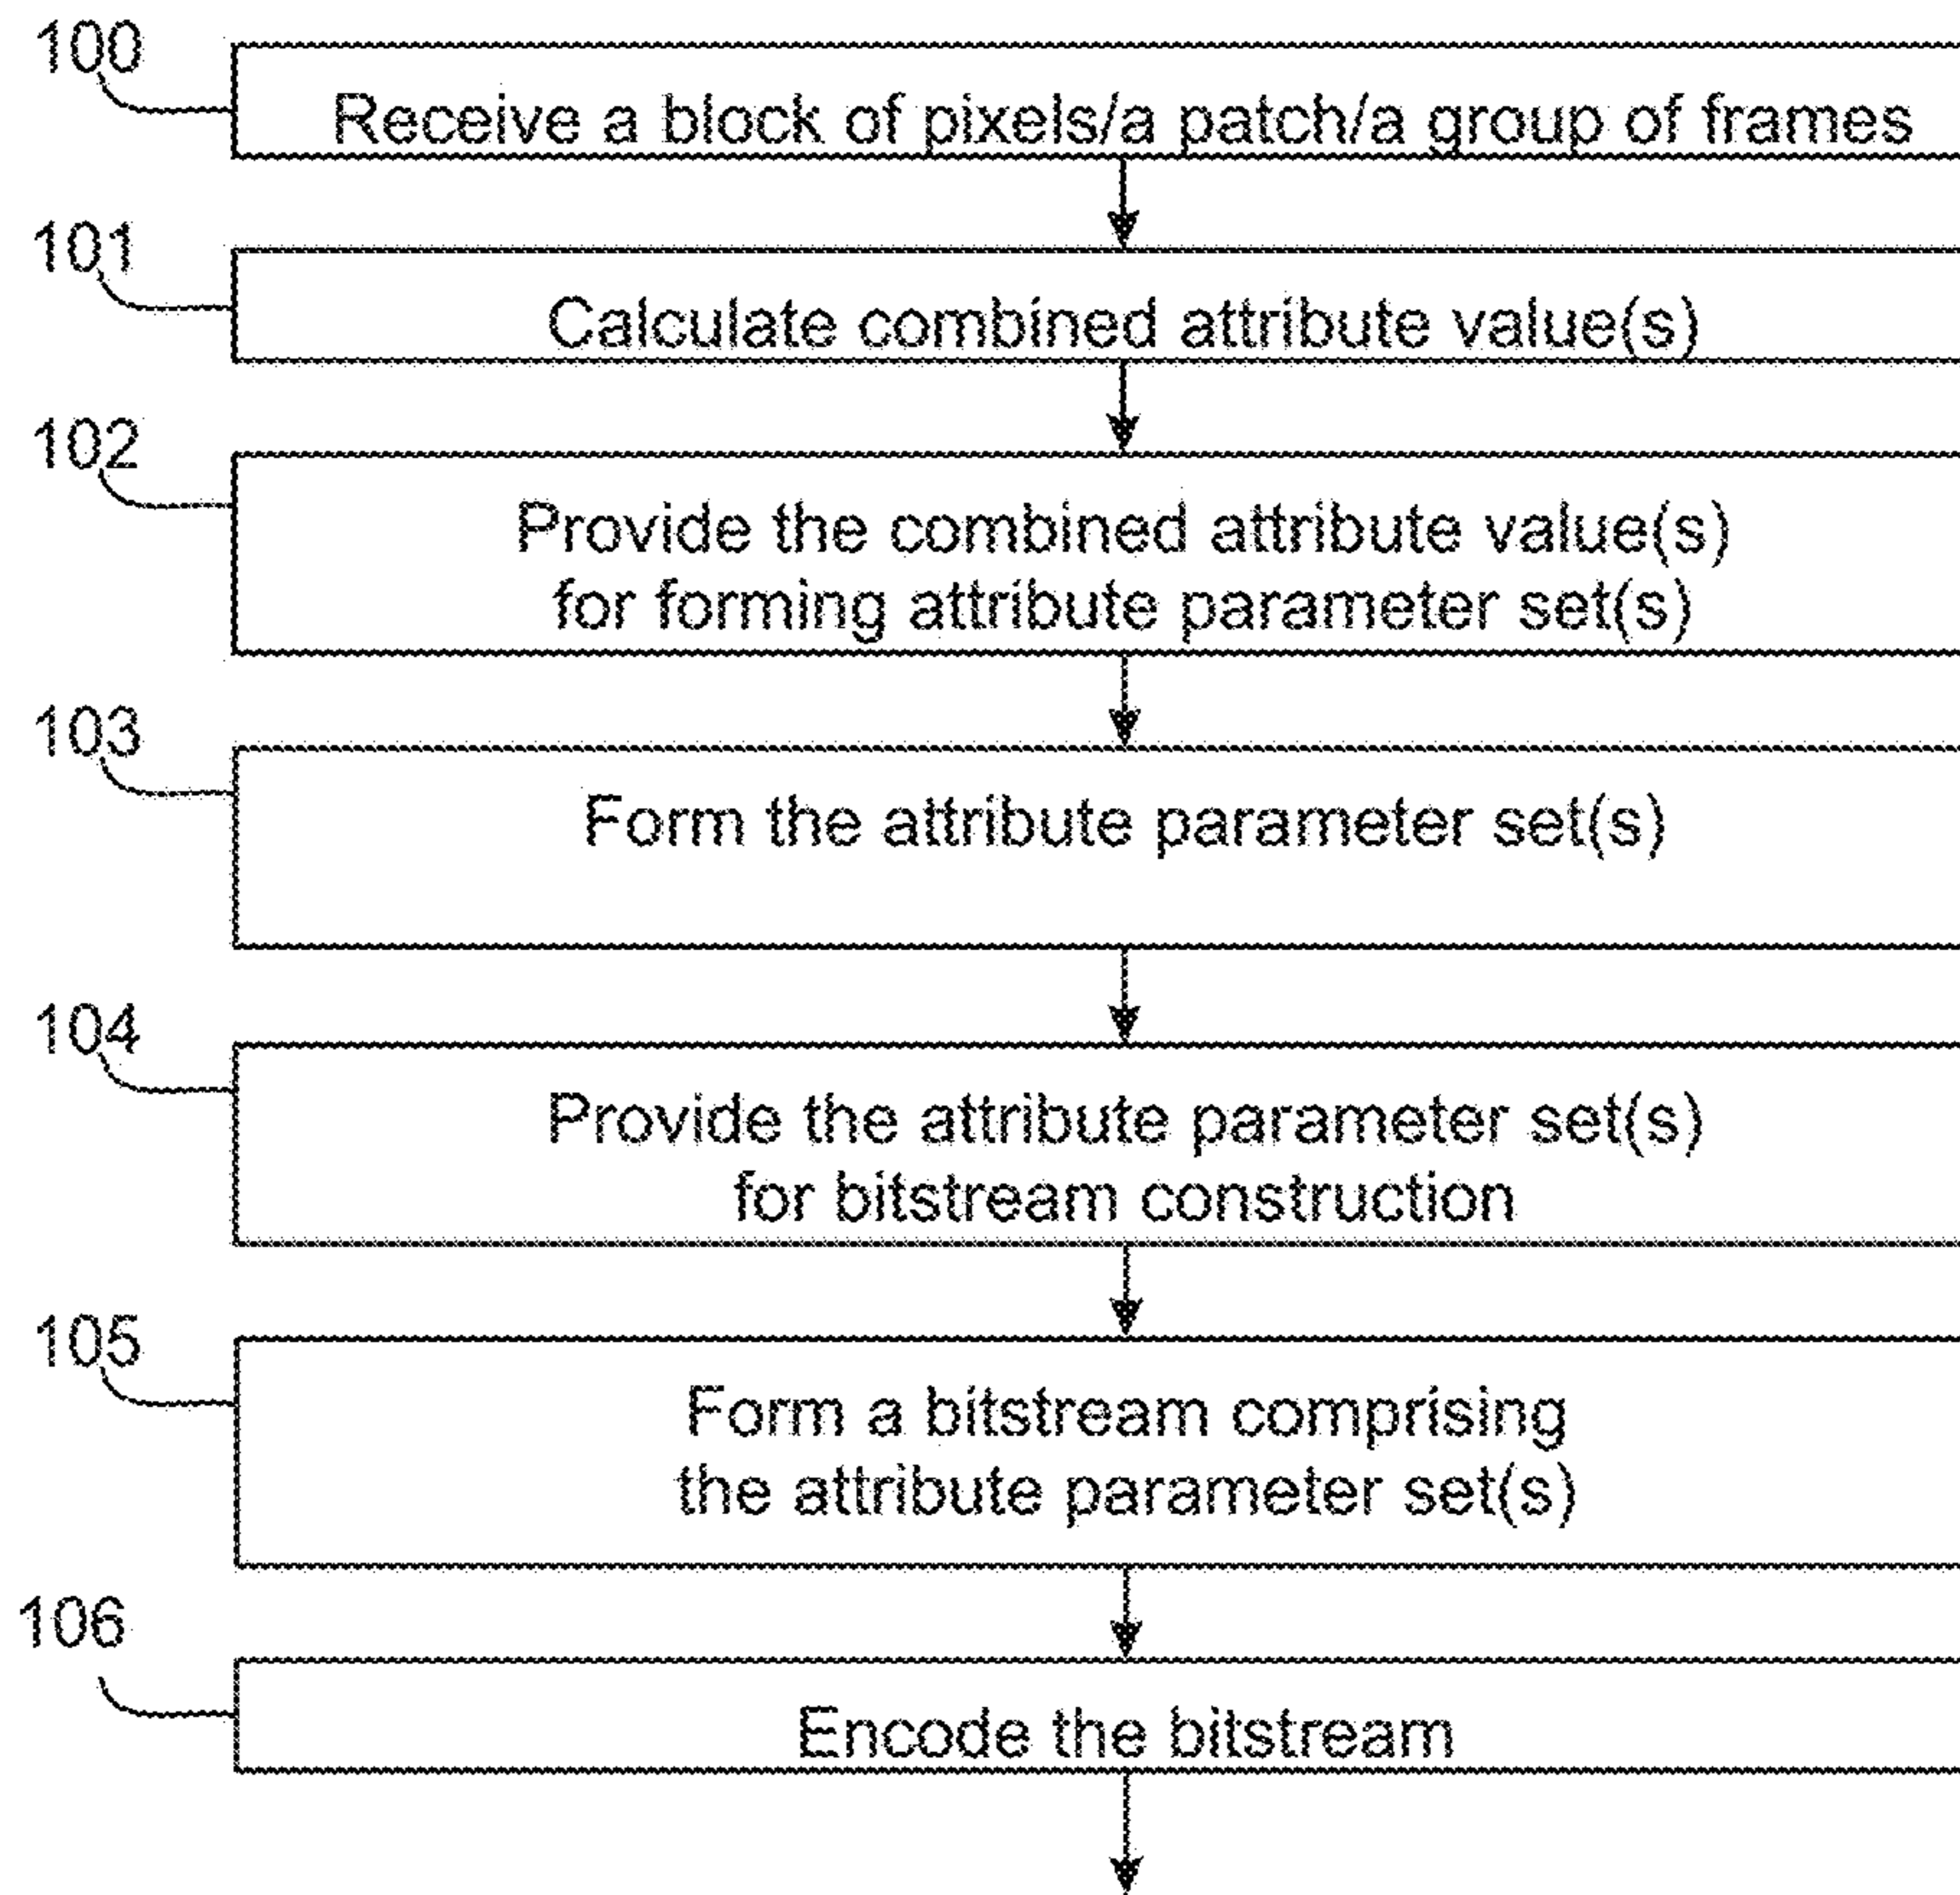 100
Receive a block of pixels/a patch/a group of frames
101
Calculate combined attribute value(s)
102
Provide the combined attribute value(s)
for forming attribute parameter set(s)
103
Form the attribute parameter set(s)
104
Provide the attribute parameter set(s)
for bitstream construction
105
Form a bitstream comprising
the attribute parameter set(s)
106
Encode the bitstream